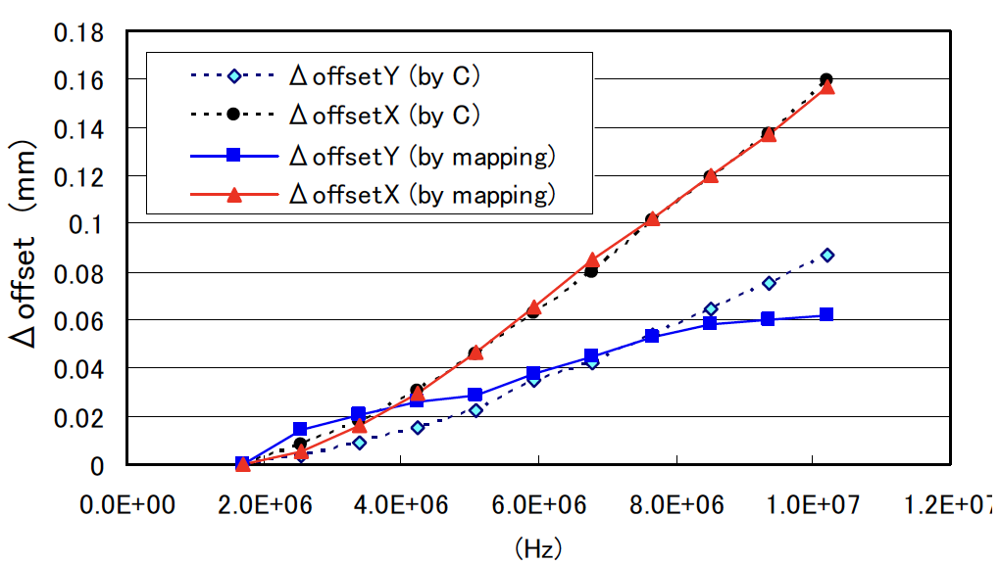 0.18
0.16
0.14
0.12
0.1
0.08
0.06
0.04
0.02
0
Δoffset (mm)
ΔoffsetY (by C)
ΔoffsetX (by C)
ΔoffsetY (by mapping)
ΔoffsetX (by mapping)
0.0E+00 2.0E+06 4.0E+06 6.0E+06 8.0E+06 1.0E+07 1.2E+07
(Hz)